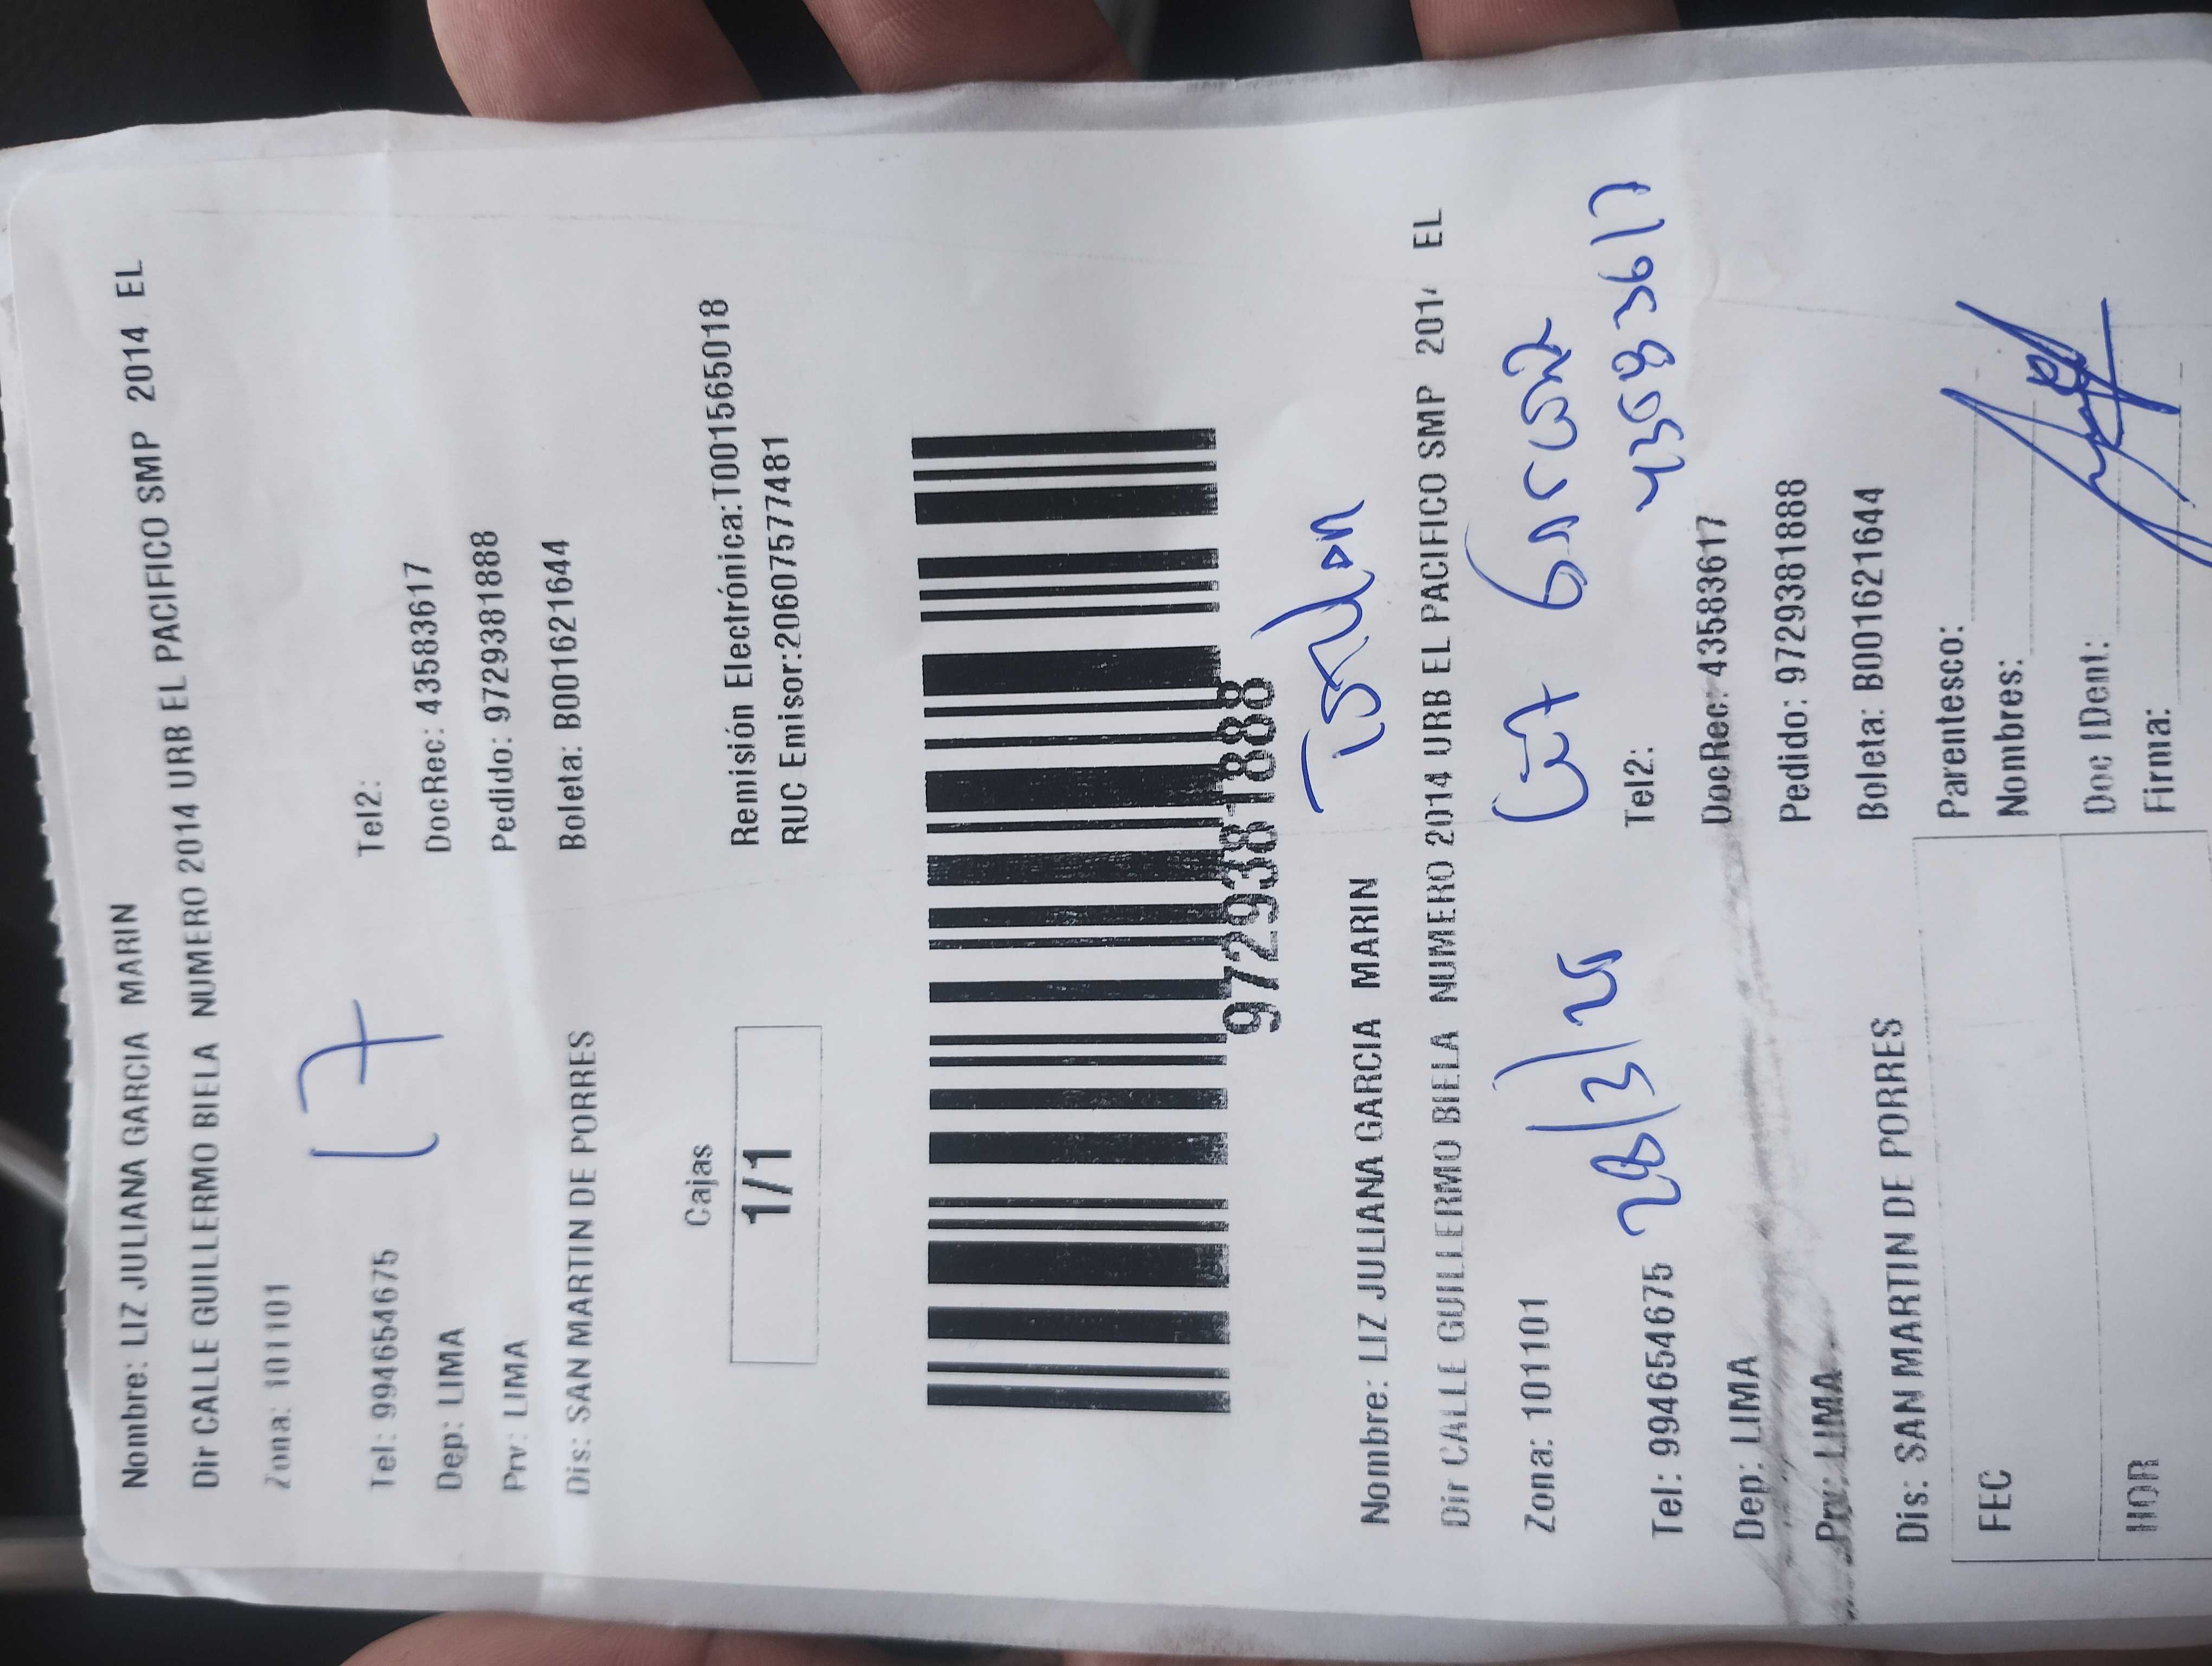 Nombre: LIZ JULIANA GARCIA MARIN
Dir CALLE GUILLERMO BIELA NUMERO 2014 URB EL PACIFICO SMP 2014 EL
Zona: 101101
17
Tel: 994654675 Tel2:
Dep: LIMA DocRec: 43583617
Prv: LIMA Pedido: 9729381888
Dis: SAN MARTIN DE PORRES Boleta: B001621644
Cajas
1/1
Remisión Electrónica:T001565018
RUC Emisor:20607577481
9729381888
Nombre: LIZ JULIANA GARCIA MARIN
Dir CALLE GUILLERMO BIELA NUMERO 2014 URB EL PACIFICO SMP 201 EL
Zona: 101101
Tel: 994654675 28/3/25 Tel2: 43583617
Dep: LIMA DocRec: 43583617
Prv: LIMA Pedido: 9729381888
Dis: SAN MARTIN DE PORRES Boleta: B001621644
FEC
HOR
Parentesco:
Nombres:
Doc IDent:
Firma: